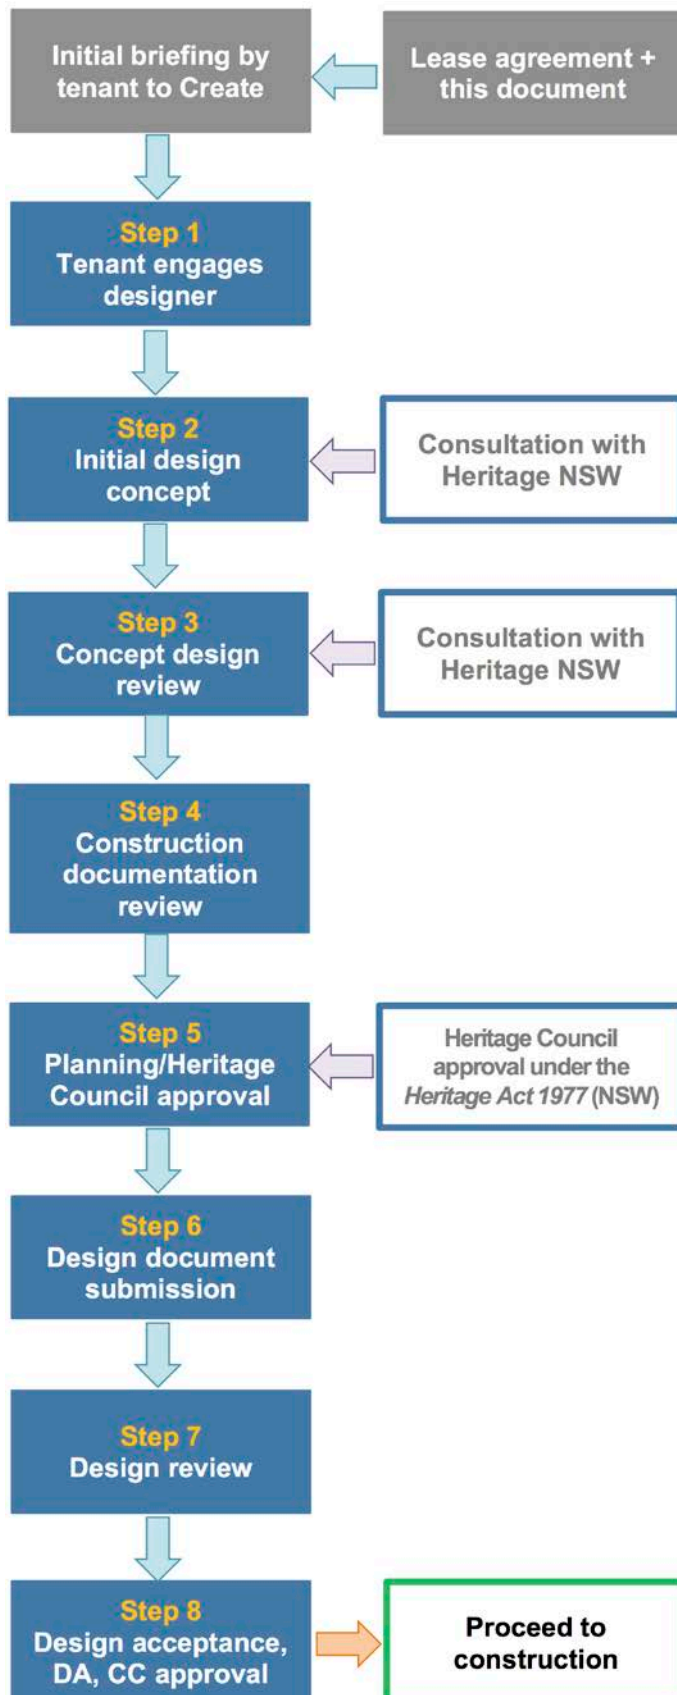 Initial briefing by
tenant to Create
Lease agreement +
this document
Step 1
Tenant engages
designer
Step 2
Initial design
concept
Consultation with
Heritage NSW
Step 3
Concept design
review
Consultation with
Heritage NSW
Step 4
Construction
documentation
review
Step 5
Planning/Heritage
Council approval
Heritage Council
approval under the
Heritage Act 1977 (NSW)
Step 6
Design document
submission
Step 7
Design review
Step 8
Design acceptance,
DA, CC approval
Proceed to
construction